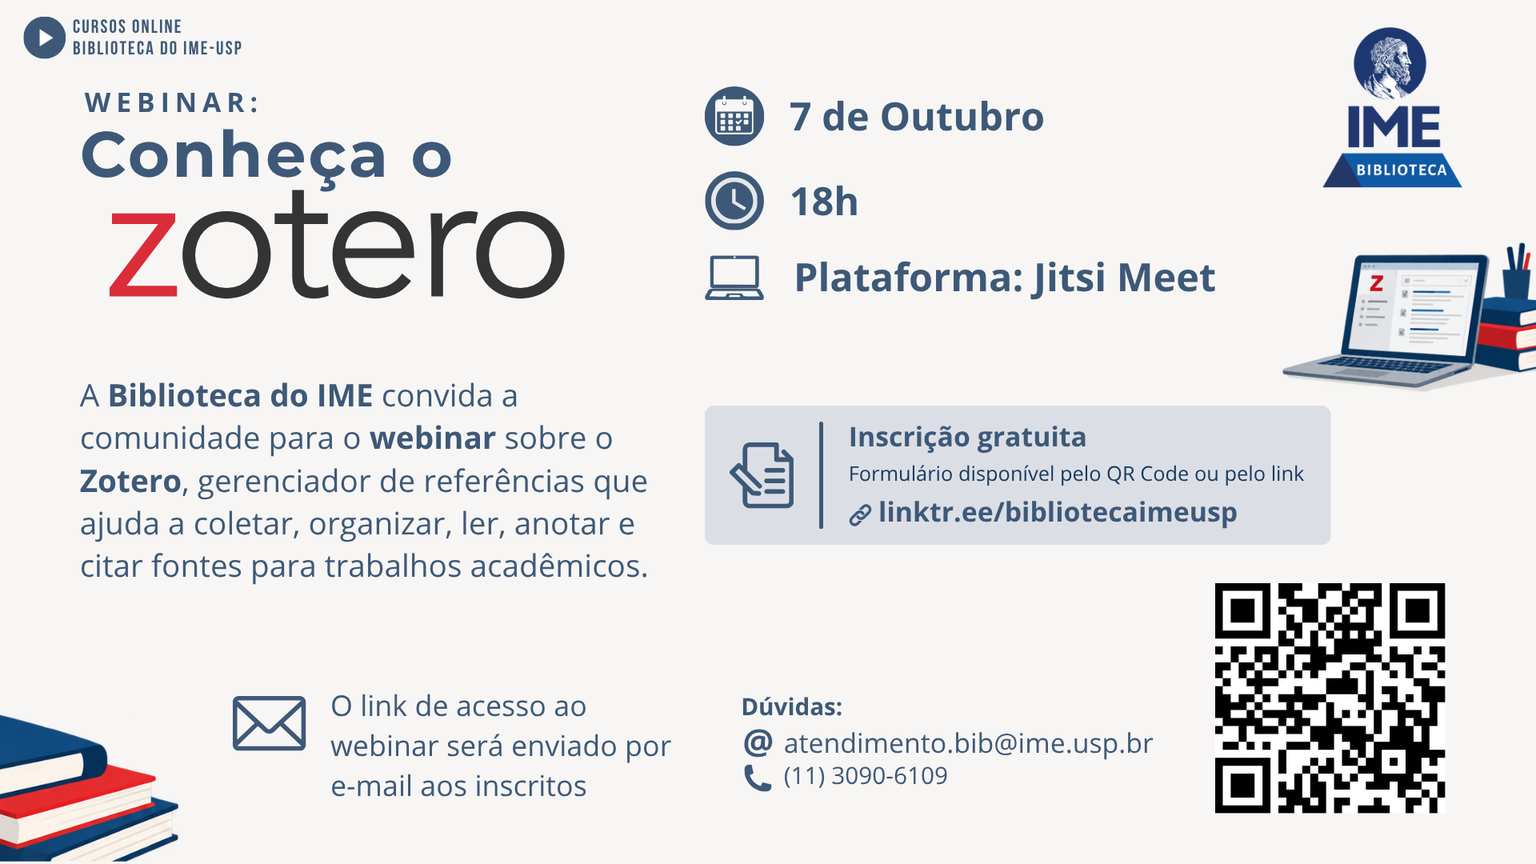 CURSOS ONLINE
BIBLIOTECA DO IME-USP
WEBINAR:
Conheça o
zotero
7 de Outubro
18h
Plataforma: Jitsi Meet
IME
BIBLIOTECA
Z
A Biblioteca do IME convida a
comunidade para o webinar sobre o
Zotero, gerenciador de referências que
ajuda a coletar, organizar, ler, anotar e
citar fontes para trabalhos acadêmicos.
Inscrição gratuita
Formulário disponível pelo QR Code ou pelo link
linktr.ee/bibliotecaimeusp
O link de acesso ao
webinar será enviado por
e-mail aos inscritos
Dúvidas:
@ atendimento.bib@ime.usp.br
(11) 3090-6109